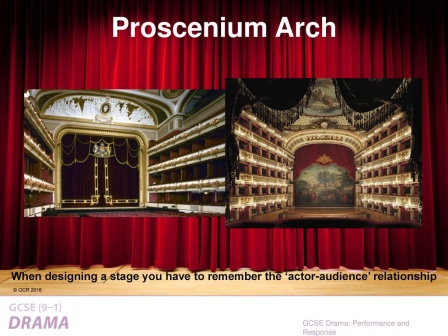 Proscenium Arch
When designing a stage you have to remember the ‘actor-audience’ relationship
© OCR 2016
GCSE (9–1)
DRAMA
GCSE Drama: Performance and
Response